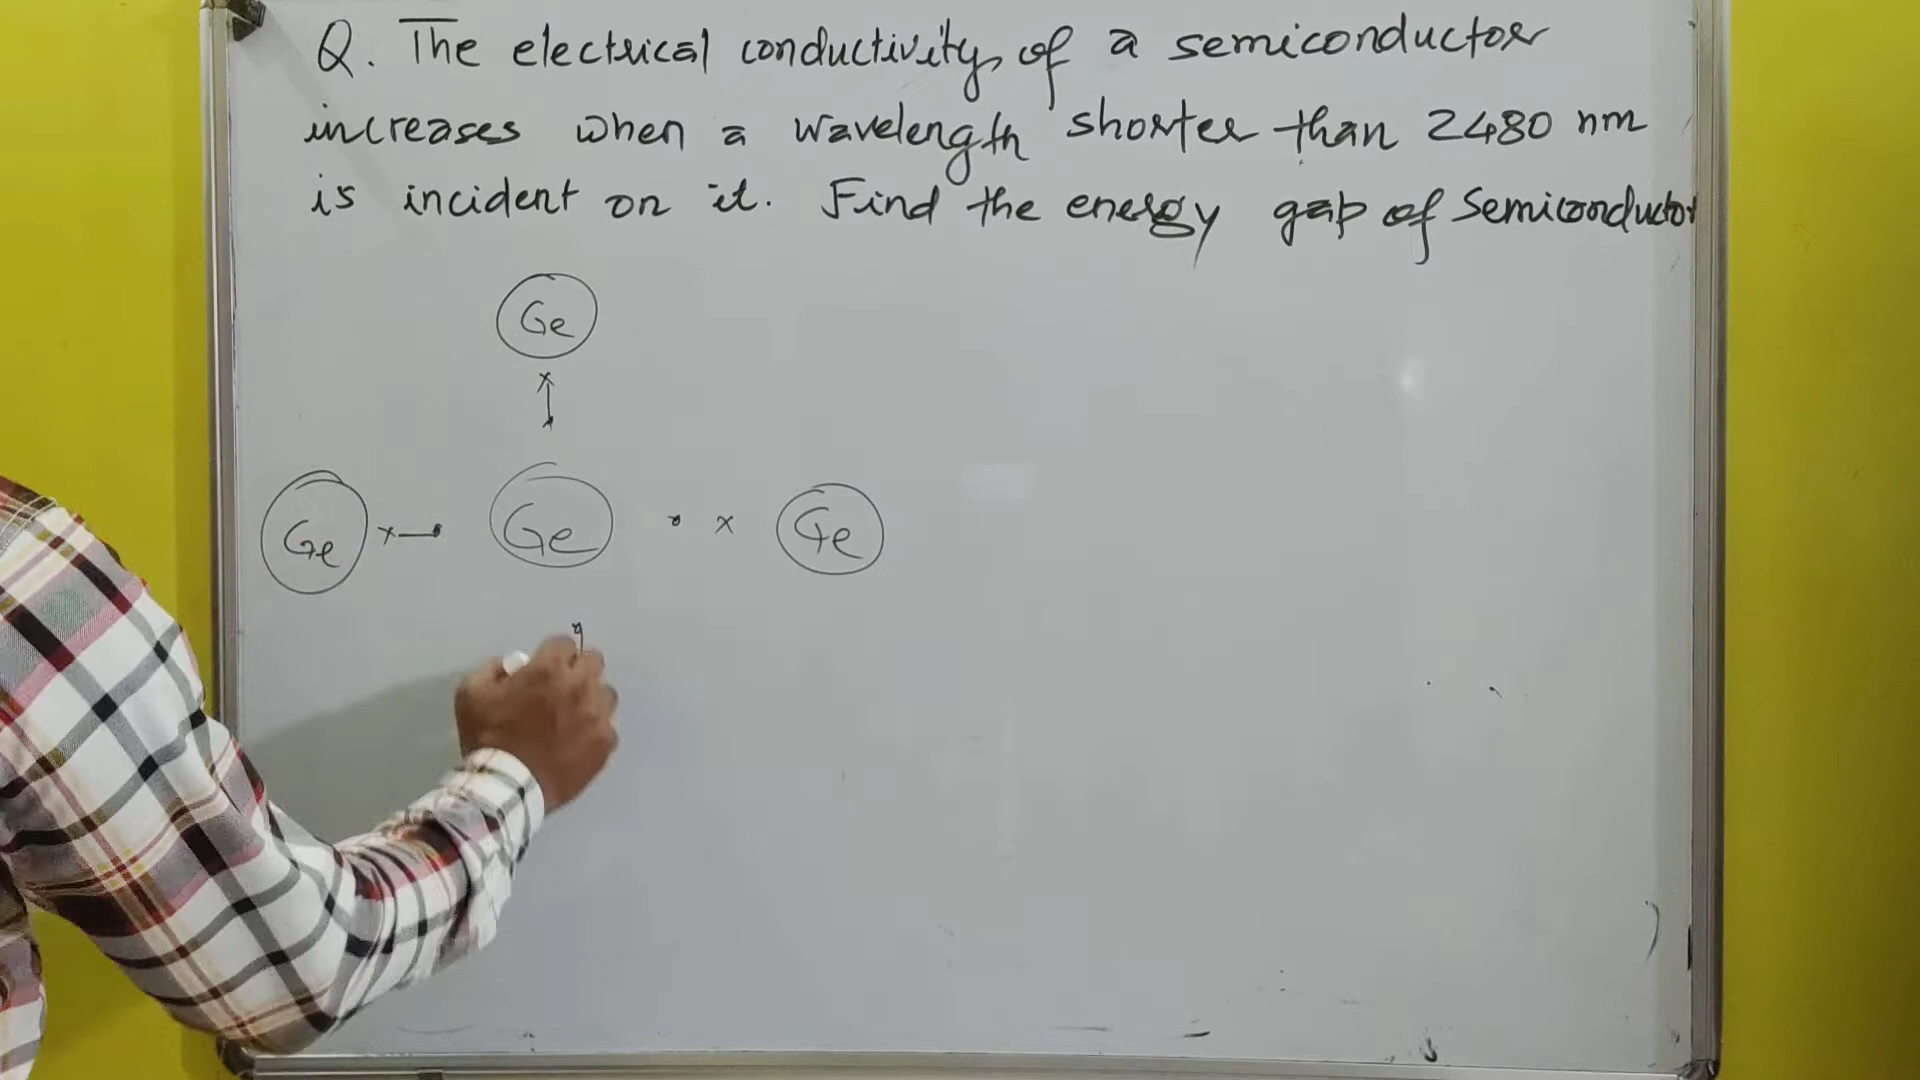 Q. The electrical conductivity of a semiconductor
increases when a wavelength shorter than 2480 nm
is incident on it. Find the energy gap of Semiconductor
Ge
Ge Ge Ge